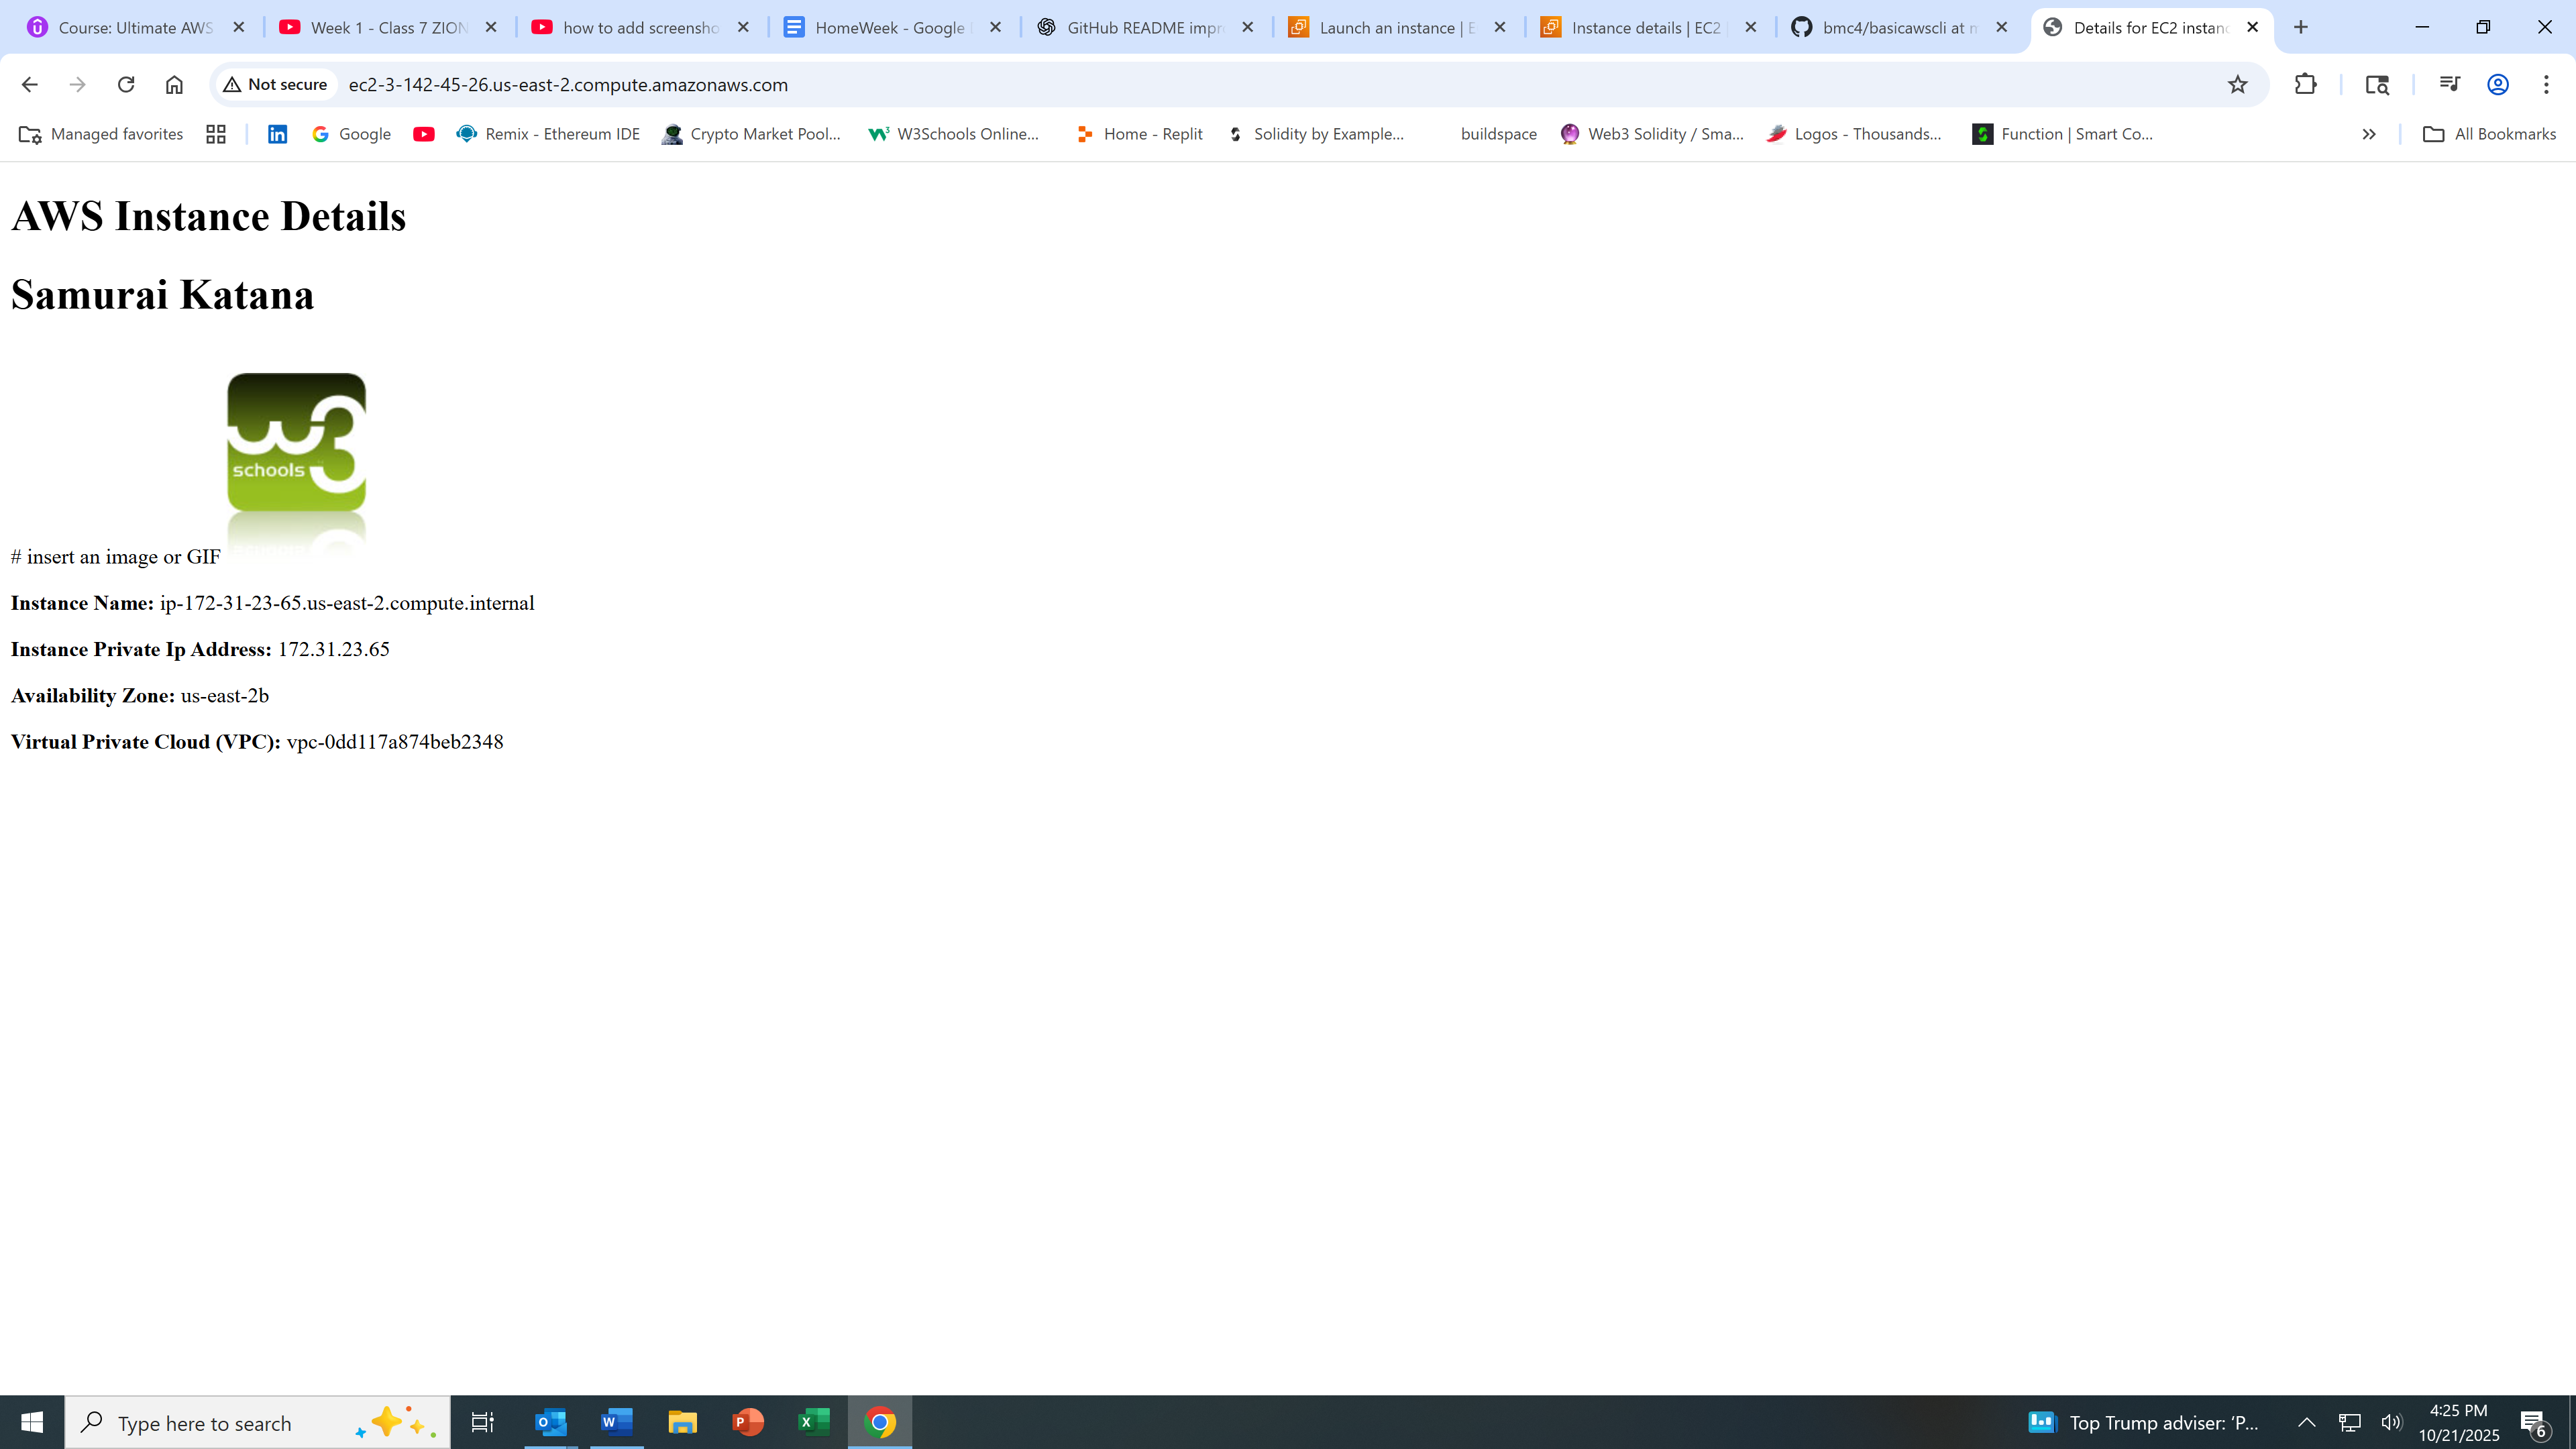 Course: Ultimate AWS
Week 1 - Class 7 ZION
how to add screensho
HomeWeek - Google
GitHub README impr
Launch an instance | E
Instance details | EC2
bmc4/basicawscli at m
Details for EC2 instanc
Not secure
ec2-3-142-45-26.us-east-2.compute.amazonaws.com
Managed favorites
Google
Remix - Ethereum IDE
Crypto Market Pool...
W3Schools Online...
Home - Replit
Solidity by Example...
buildspace
Web3 Solidity / Sma...
Logos - Thousands...
Function | Smart Co...
All Bookmarks
AWS Instance Details
Samurai Katana
w3
schools
# insert an image or GIF
Instance Name: ip-172-31-23-65.us-east-2.compute.internal
Instance Private Ip Address: 172.31.23.65
Availability Zone: us-east-2b
Virtual Private Cloud (VPC): vpc-0dd117a874beb2348
Type here to search
Top Trump adviser: ‘P...
4:25 PM
10/21/2025
6